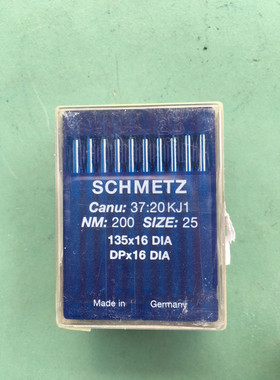 SCHMETZ
Canu: 37:20 KJ1
NM: 200 SIZE: 25
135x16 DIA
DPx16 DIA
Made in Germany